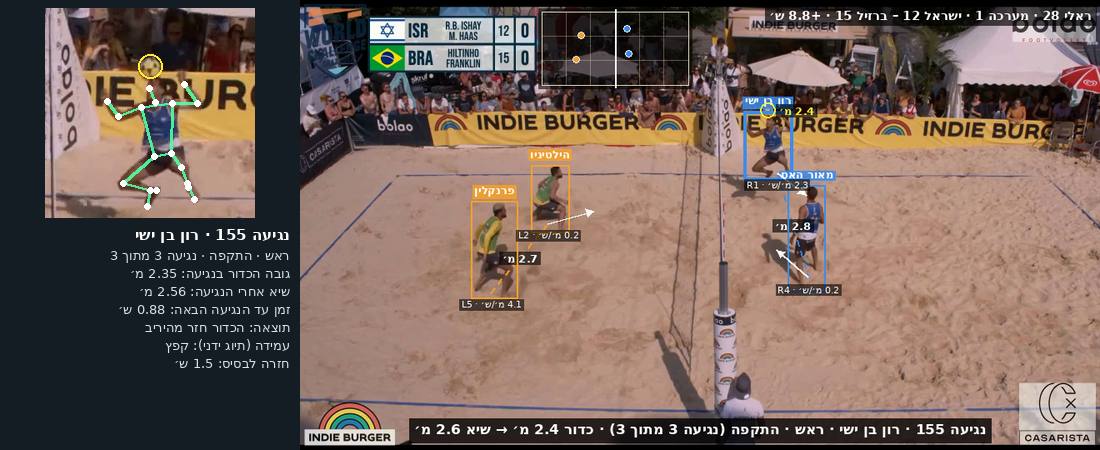 ראלי 28 · מערכה 1 · ישראל 12 – ברזיל 15 · +8.8 ש׳
ISR R.B. ISHAY M. HAAS 12 0
BRA HILTINHO FRANKLIN 15 0
INDIE BURGER
bolao
FOOTVOLLEY
bolao
bolao
CASARISTA
INDIE BURGER
INDIE BURGER
רון בן ישי
2.4 מ׳
R1 · 2.3 מ׳/ש׳
מאור האס
2.8 מ׳
R4 · 0.2 מ׳/ש׳
הילטיניו
L2 · 0.2 מ׳/ש׳
פרנקלין
2.7 מ׳
L5 · 4.1 מ׳/ש׳
נגיעה 155 · רון בן ישי
ראש · התקפה · נגיעה 3 מתוך 3
גובה הכדור בנגיעה: 2.35 מ׳
שיא אחרי הנגיעה: 2.56 מ׳
זמן עד הנגיעה הבאה: 0.88 ש׳
תוצאה: הכדור חזר מהיריב
עמידה (תיוג ידני): קפץ
חזרה לבסיס: 1.5 ש׳
bolao
INDIE BURGER
נגיעה 155 · רון בן ישי · ראש · התקפה (נגיעה 3 מתוך 3) · כדור 2.4 מ׳ → שיא 2.6 מ׳
CASARISTA